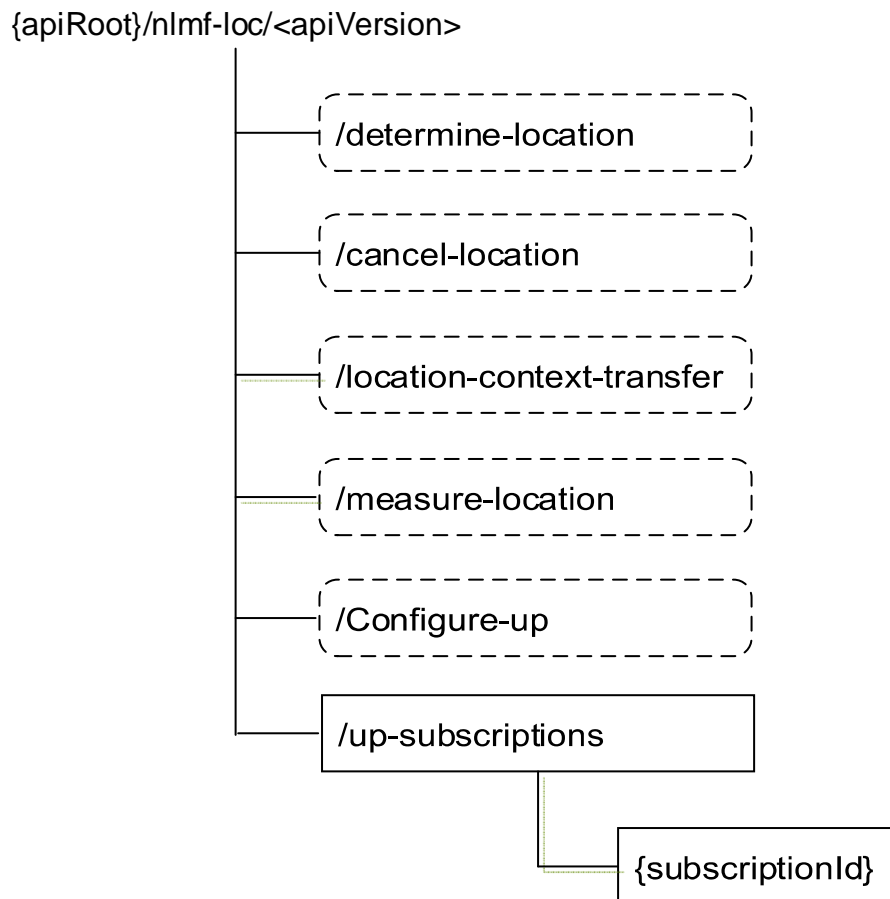 {apiRoot}/nlmf-loc/<apiVersion>
/determine-location
/cancel-location
/location-context-transfer
/measure-location
/Configure-up
/up-subscriptions
{subscriptionId}